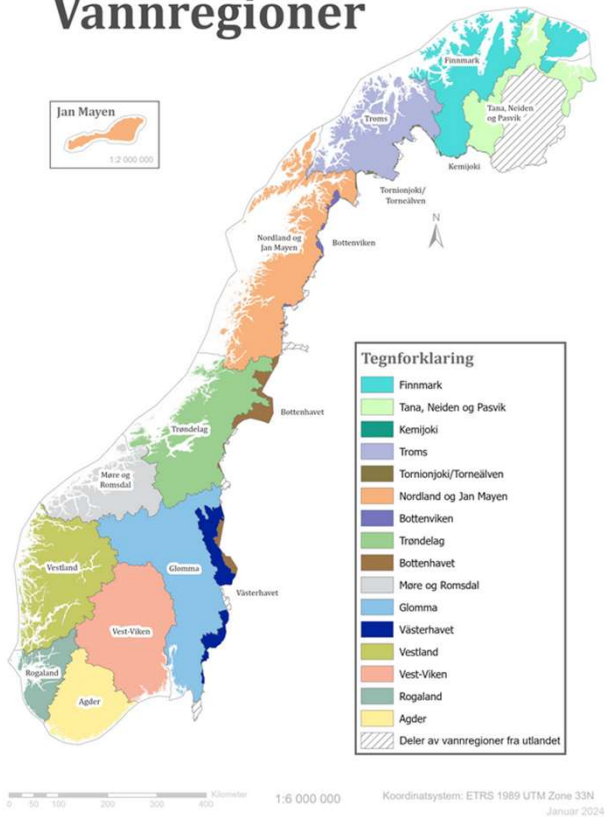 Vannregioner
Jan Mayen
1:2 000 000
Finnmark
Tana, Neiden
og Pasvik
Troms
Kemijoki
Tornionjoki/
Torneälven
N
Nordland og
Jan Mayen
Bottenviken
Bottenhavet
Trøndelag
Møre og
Romsdal
Vestland
Glomma
Västerhavet
Vest-Viken
Rogaland
Agder
Tegnforklaring
Finnmark
Tana, Neiden og Pasvik
Kemijoki
Troms
Tornionjoki/Torneälven
Nordland og Jan Mayen
Bottenviken
Trøndelag
Bottenhavet
Møre og Romsdal
Glomma
Västerhavet
Vestland
Vest-Viken
Rogaland
Agder
Deler av vannregioner fra utlandet
Kilometer
0 50 100 200 300 400
1:6 000 000
Koordinatsystem: ETRS 1989 UTM Zone 33N
Januar 2024